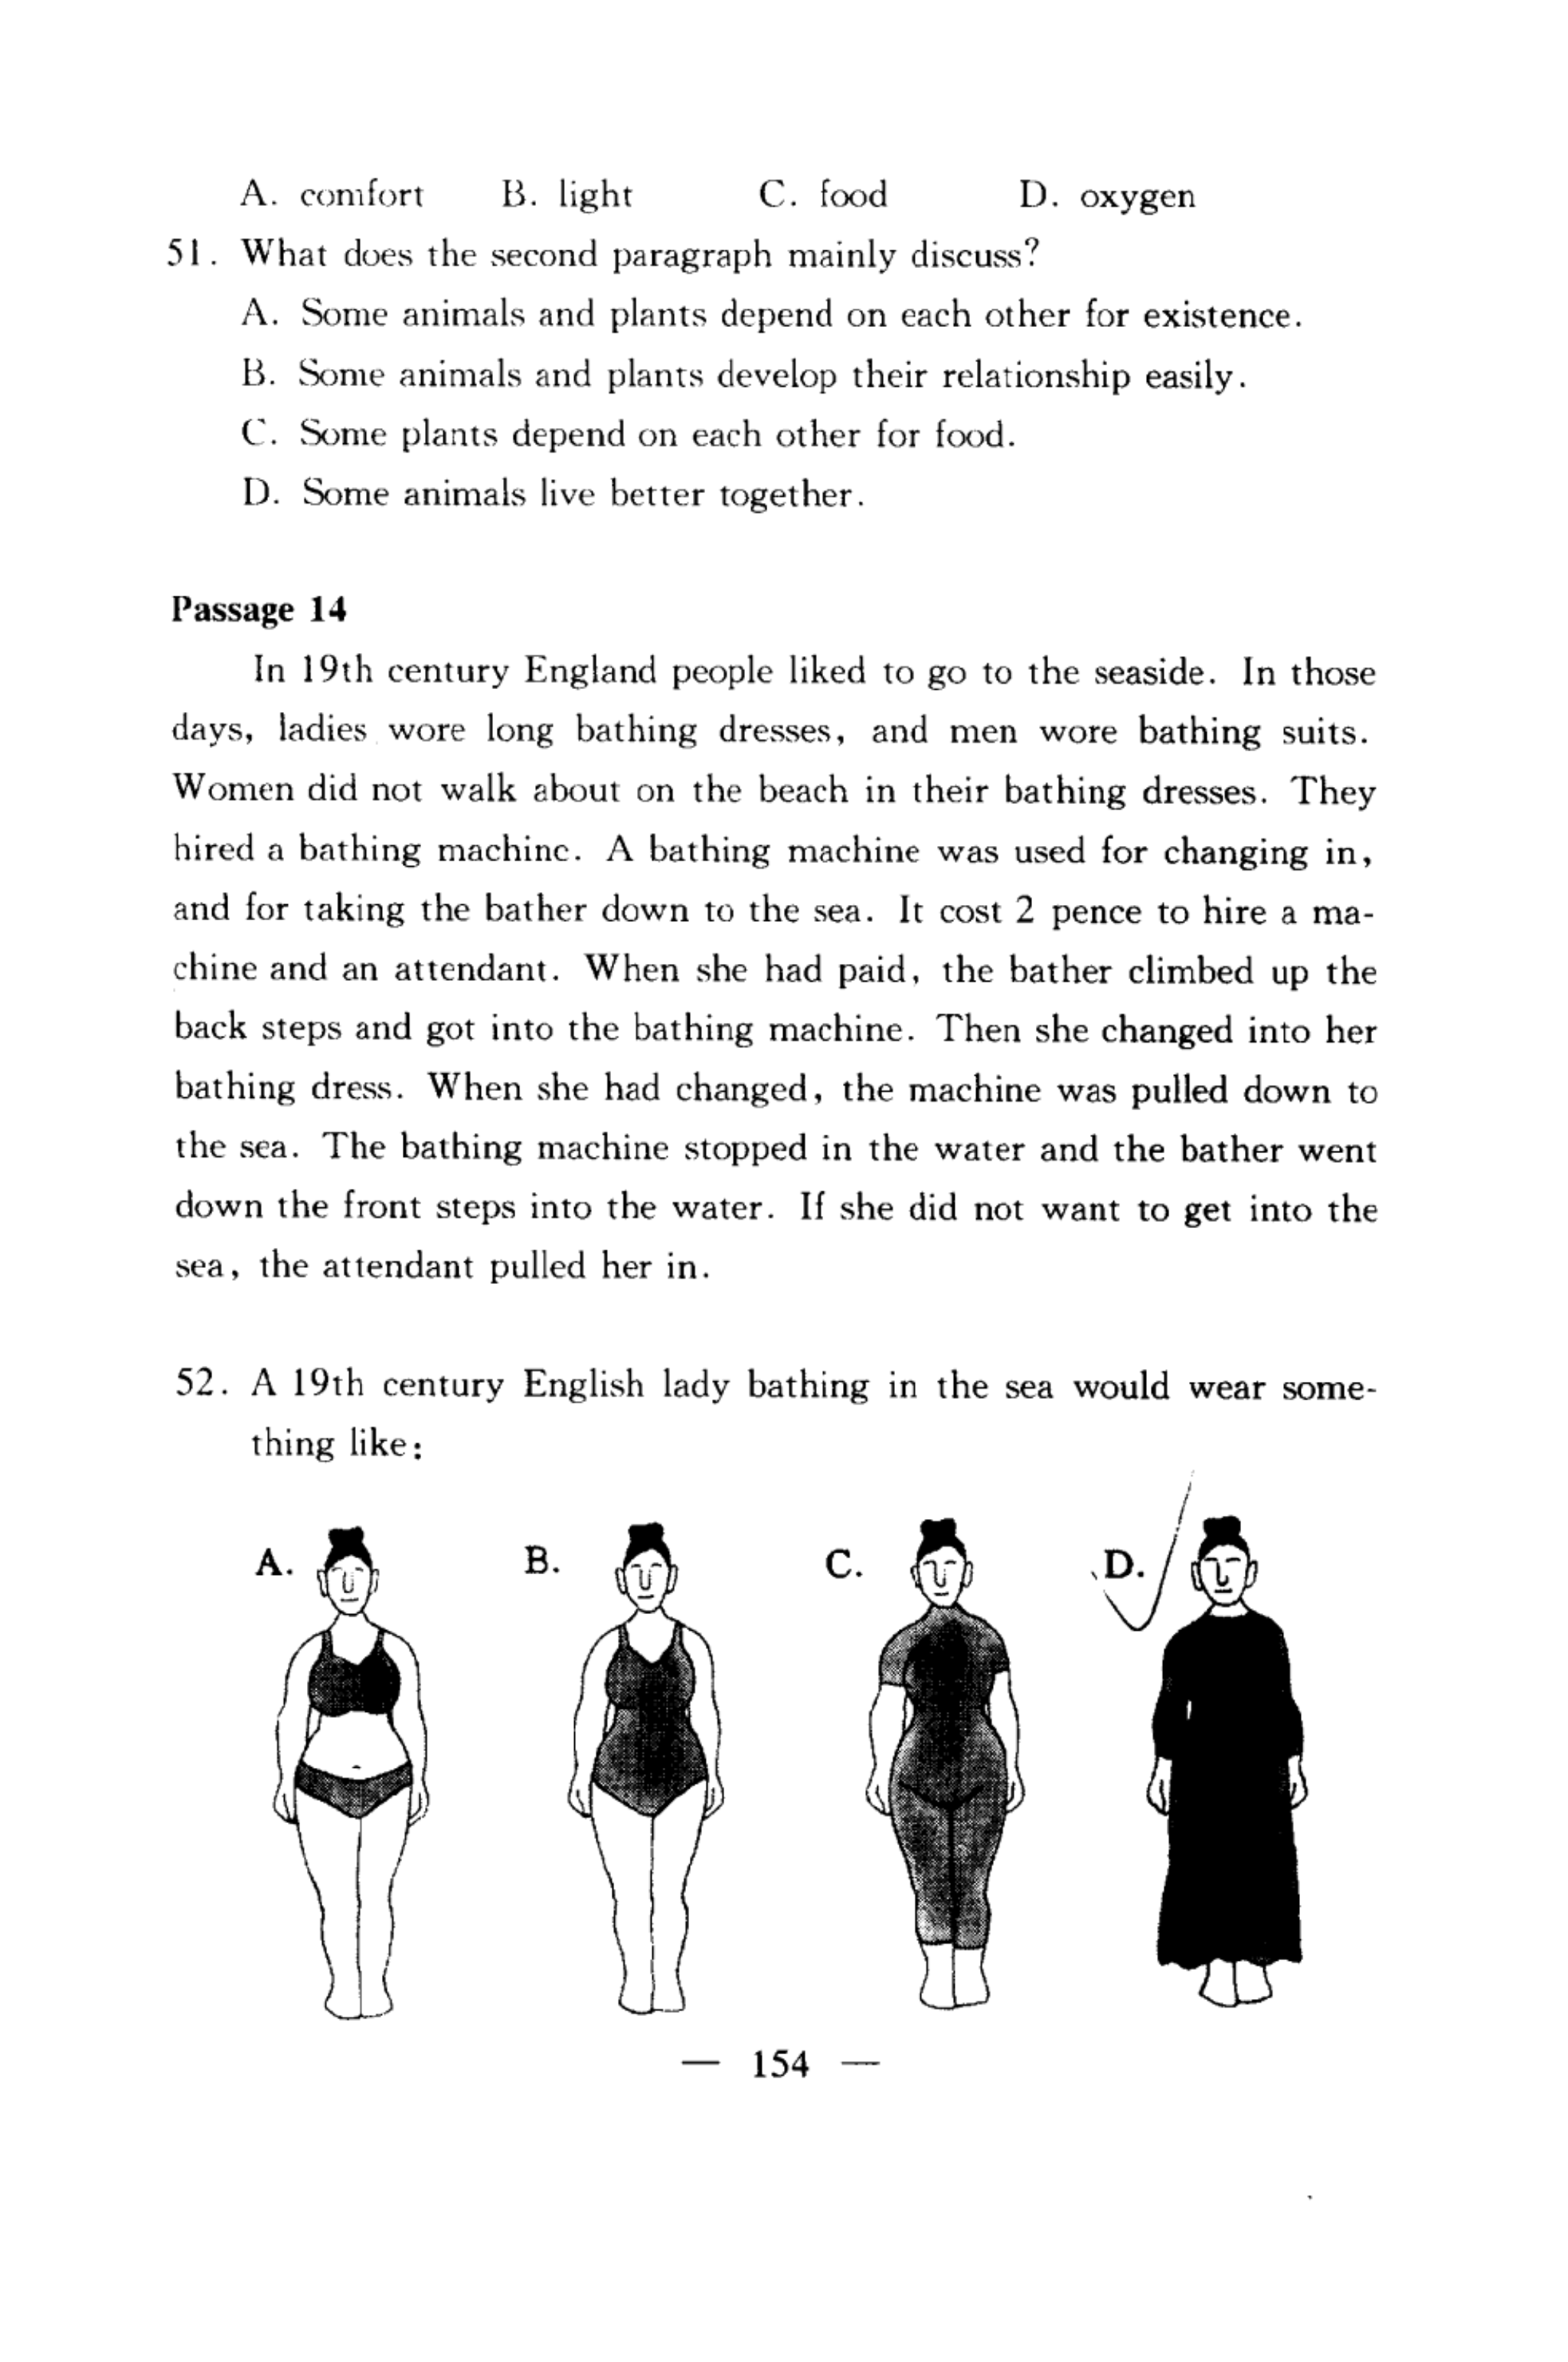 A. comfort B. light C. food D. oxygen
51. What does the second paragraph mainly discuss?
A. Some animals and plants depend on each other for existence.
B. Some animals and plants develop their relationship easily.
C. Some plants depend on each other for food.
D. Some animals live better together.
Passage 14
In 19th century England people liked to go to the seaside. In those
days, ladies wore long bathing dresses, and men wore bathing suits.
Women did not walk about on the beach in their bathing dresses. They
hired a bathing machine. A bathing machine was used for changing in,
and for taking the bather down to the sea. It cost 2 pence to hire a ma-
chine and an attendant. When she had paid, the bather climbed up the
back steps and got into the bathing machine. Then she changed into her
bathing dress. When she had changed, the machine was pulled down to
the sea. The bathing machine stopped in the water and the bather went
down the front steps into the water. If she did not want to get into the
sea, the attendant pulled her in.
52. A 19th century English lady bathing in the sea would wear some-
thing like:
A. B. C. D.
— 154 —